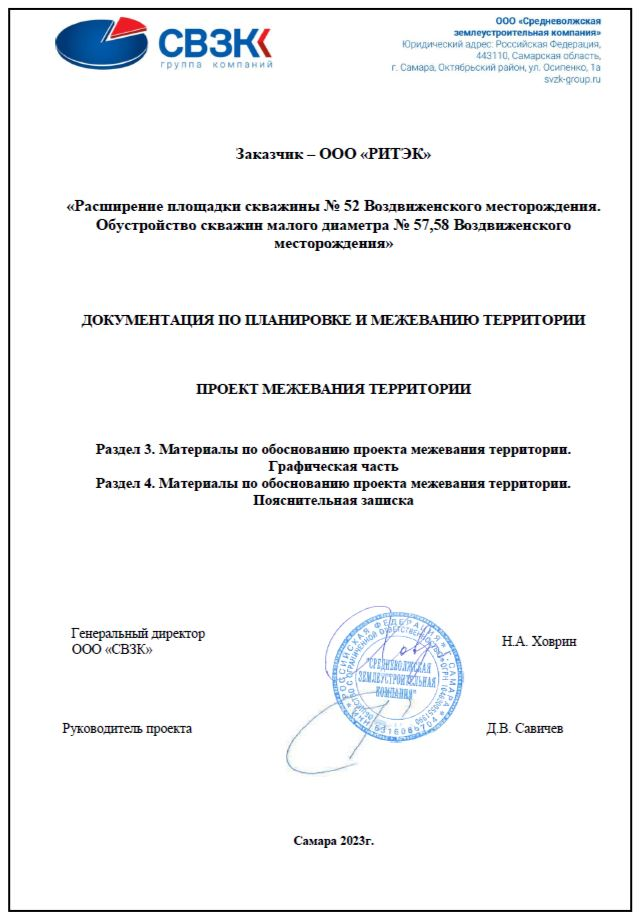 СВЗК
группа компаний
ООО «Средневолжская
землеустроительная компания»
Юридический адрес: Российская Федерация,
443110, Самарская область,
г. Самара, Октябрьский район, ул. Осипенко, 1а
svzk-group.ru
Заказчик – ООО «РИТЭК»
«Расширение площадки скважины № 52 Воздвиженского месторождения.
Обустройство скважин малого диаметра № 57,58 Воздвиженского
месторождения»
ДОКУМЕНТАЦИЯ ПО ПЛАНИРОВКЕ И МЕЖЕВАНИЮ ТЕРРИТОРИИ
ПРОЕКТ МЕЖЕВАНИЯ ТЕРРИТОРИИ
Раздел 3. Материалы по обоснованию проекта межевания территории.
Графическая часть
Раздел 4. Материалы по обоснованию проекта межевания территории.
Пояснительная записка
Генеральный директор
ООО «СВЗК»
Н.А. Ховрин
РОССИЙСКАЯ ФЕДЕРАЦИЯ * Г. САМАРА *
"СРЕДНЕВОЛЖСКАЯ
ЗЕМЛЕУСТРОИТЕЛЬНАЯ
КОМПАНИЯ"
Руководитель проекта
Д.В. Савичев
Самара 2023г.